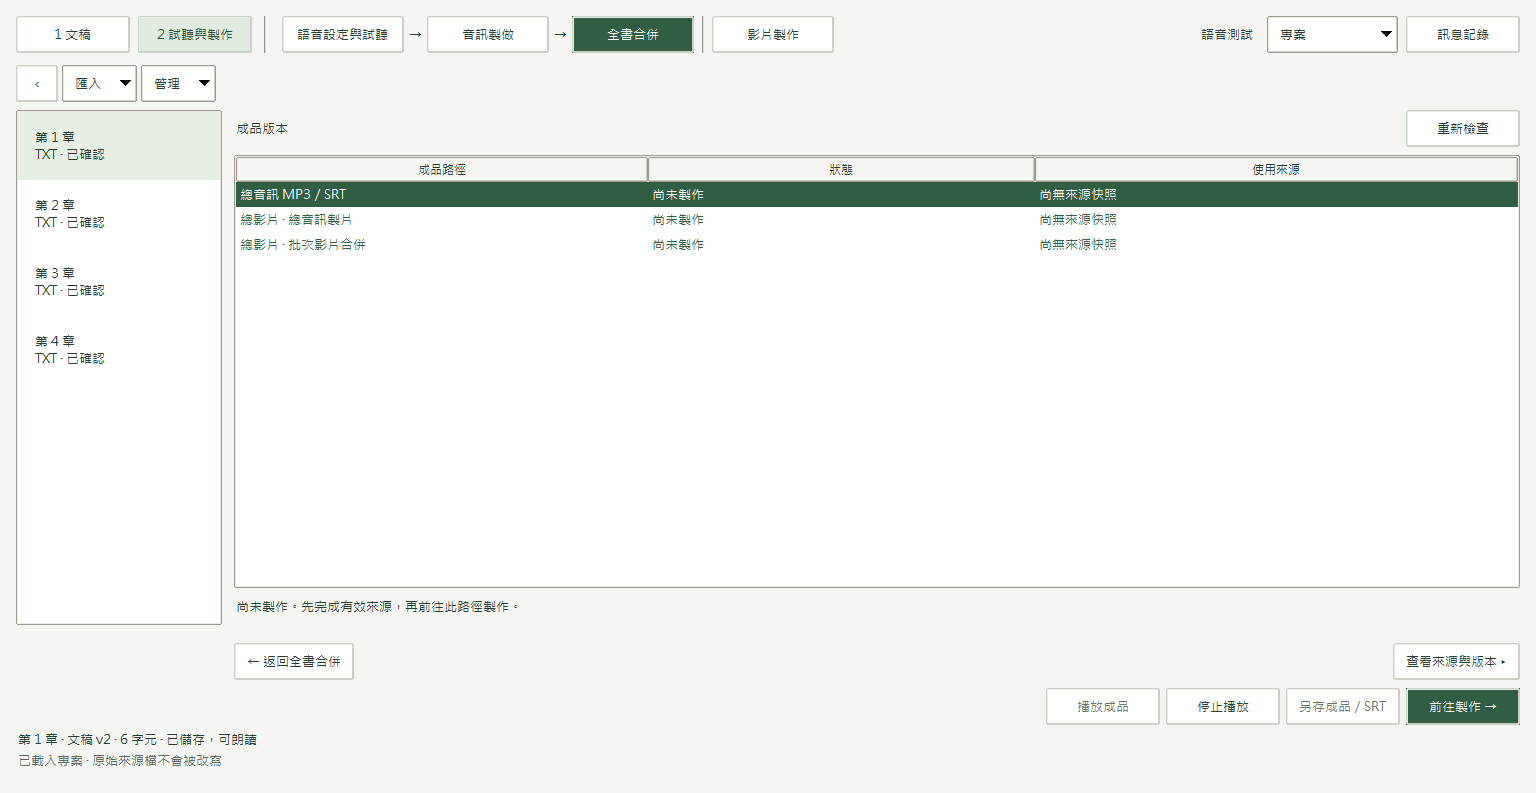 1 文稿
2 試聽與製作
語音設定與試聽
→
音訊製做
→
全書合併
影片製作
語音測試
專案
訊息記錄
‹
匯入
管理
第 1 章
TXT · 已確認
第 2 章
TXT · 已確認
第 3 章
TXT · 已確認
第 4 章
TXT · 已確認
成品版本
重新檢查
成品路徑 狀態 使用來源
總音訊 MP3 / SRT 尚未製作 尚無來源快照
總影片 · 總音訊製片 尚未製作 尚無來源快照
總影片 · 批次影片合併 尚未製作 尚無來源快照
尚未製作。先完成有效來源，再前往此路徑製作。
← 返回全書合併
查看來源與版本 ▸
播放成品
停止播放
另存成品 / SRT
前往製作 →
第 1 章 · 文稿 v2 · 6 字元 · 已儲存，可朗讀
已載入專案 · 原始來源檔不會被改寫